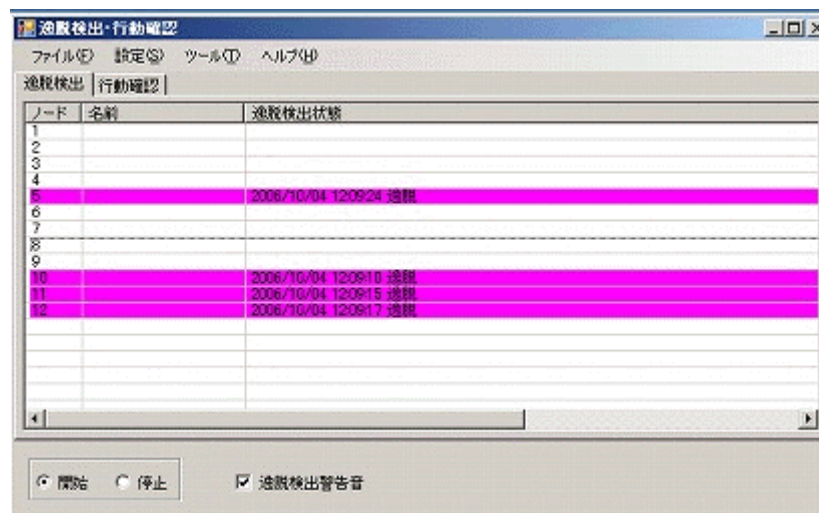 逸脱検出・行動確認
ファイル(F) 設定(S) ツール(T) ヘルプ(H)
逸脱検出 行動確認
ノード 名前 逸脱検出状態
1
2
3
4
5 2006/10/04 12:09:24 逸脱
6
7
8
9
10 2006/10/04 12:09:10 逸脱
11 2006/10/04 12:09:15 逸脱
12 2006/10/04 12:09:17 逸脱
開始 停止 逸脱検出警告音